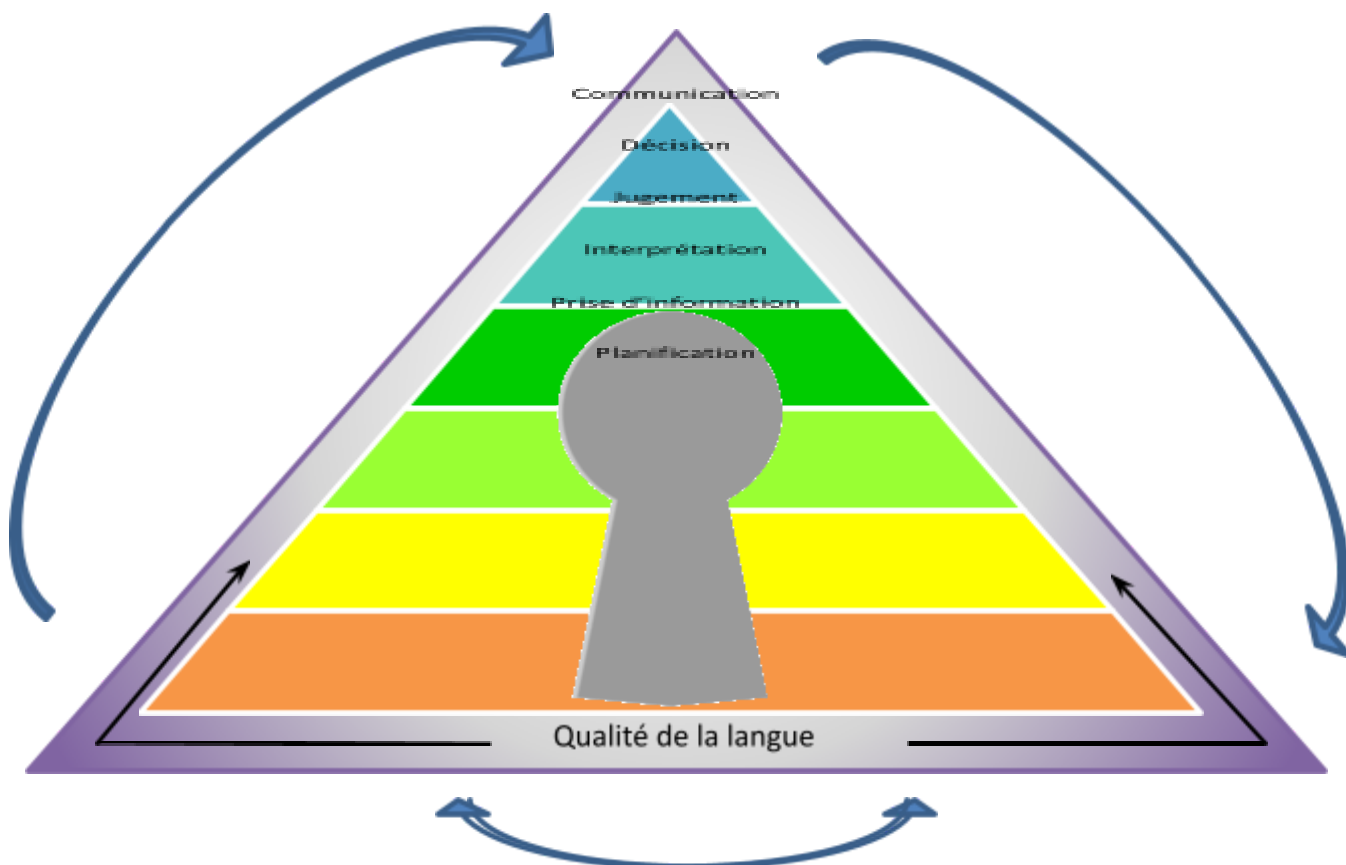 Communication
Décision
Jugement
Interprétation
Prise d'information
Planification
Qualité de la langue